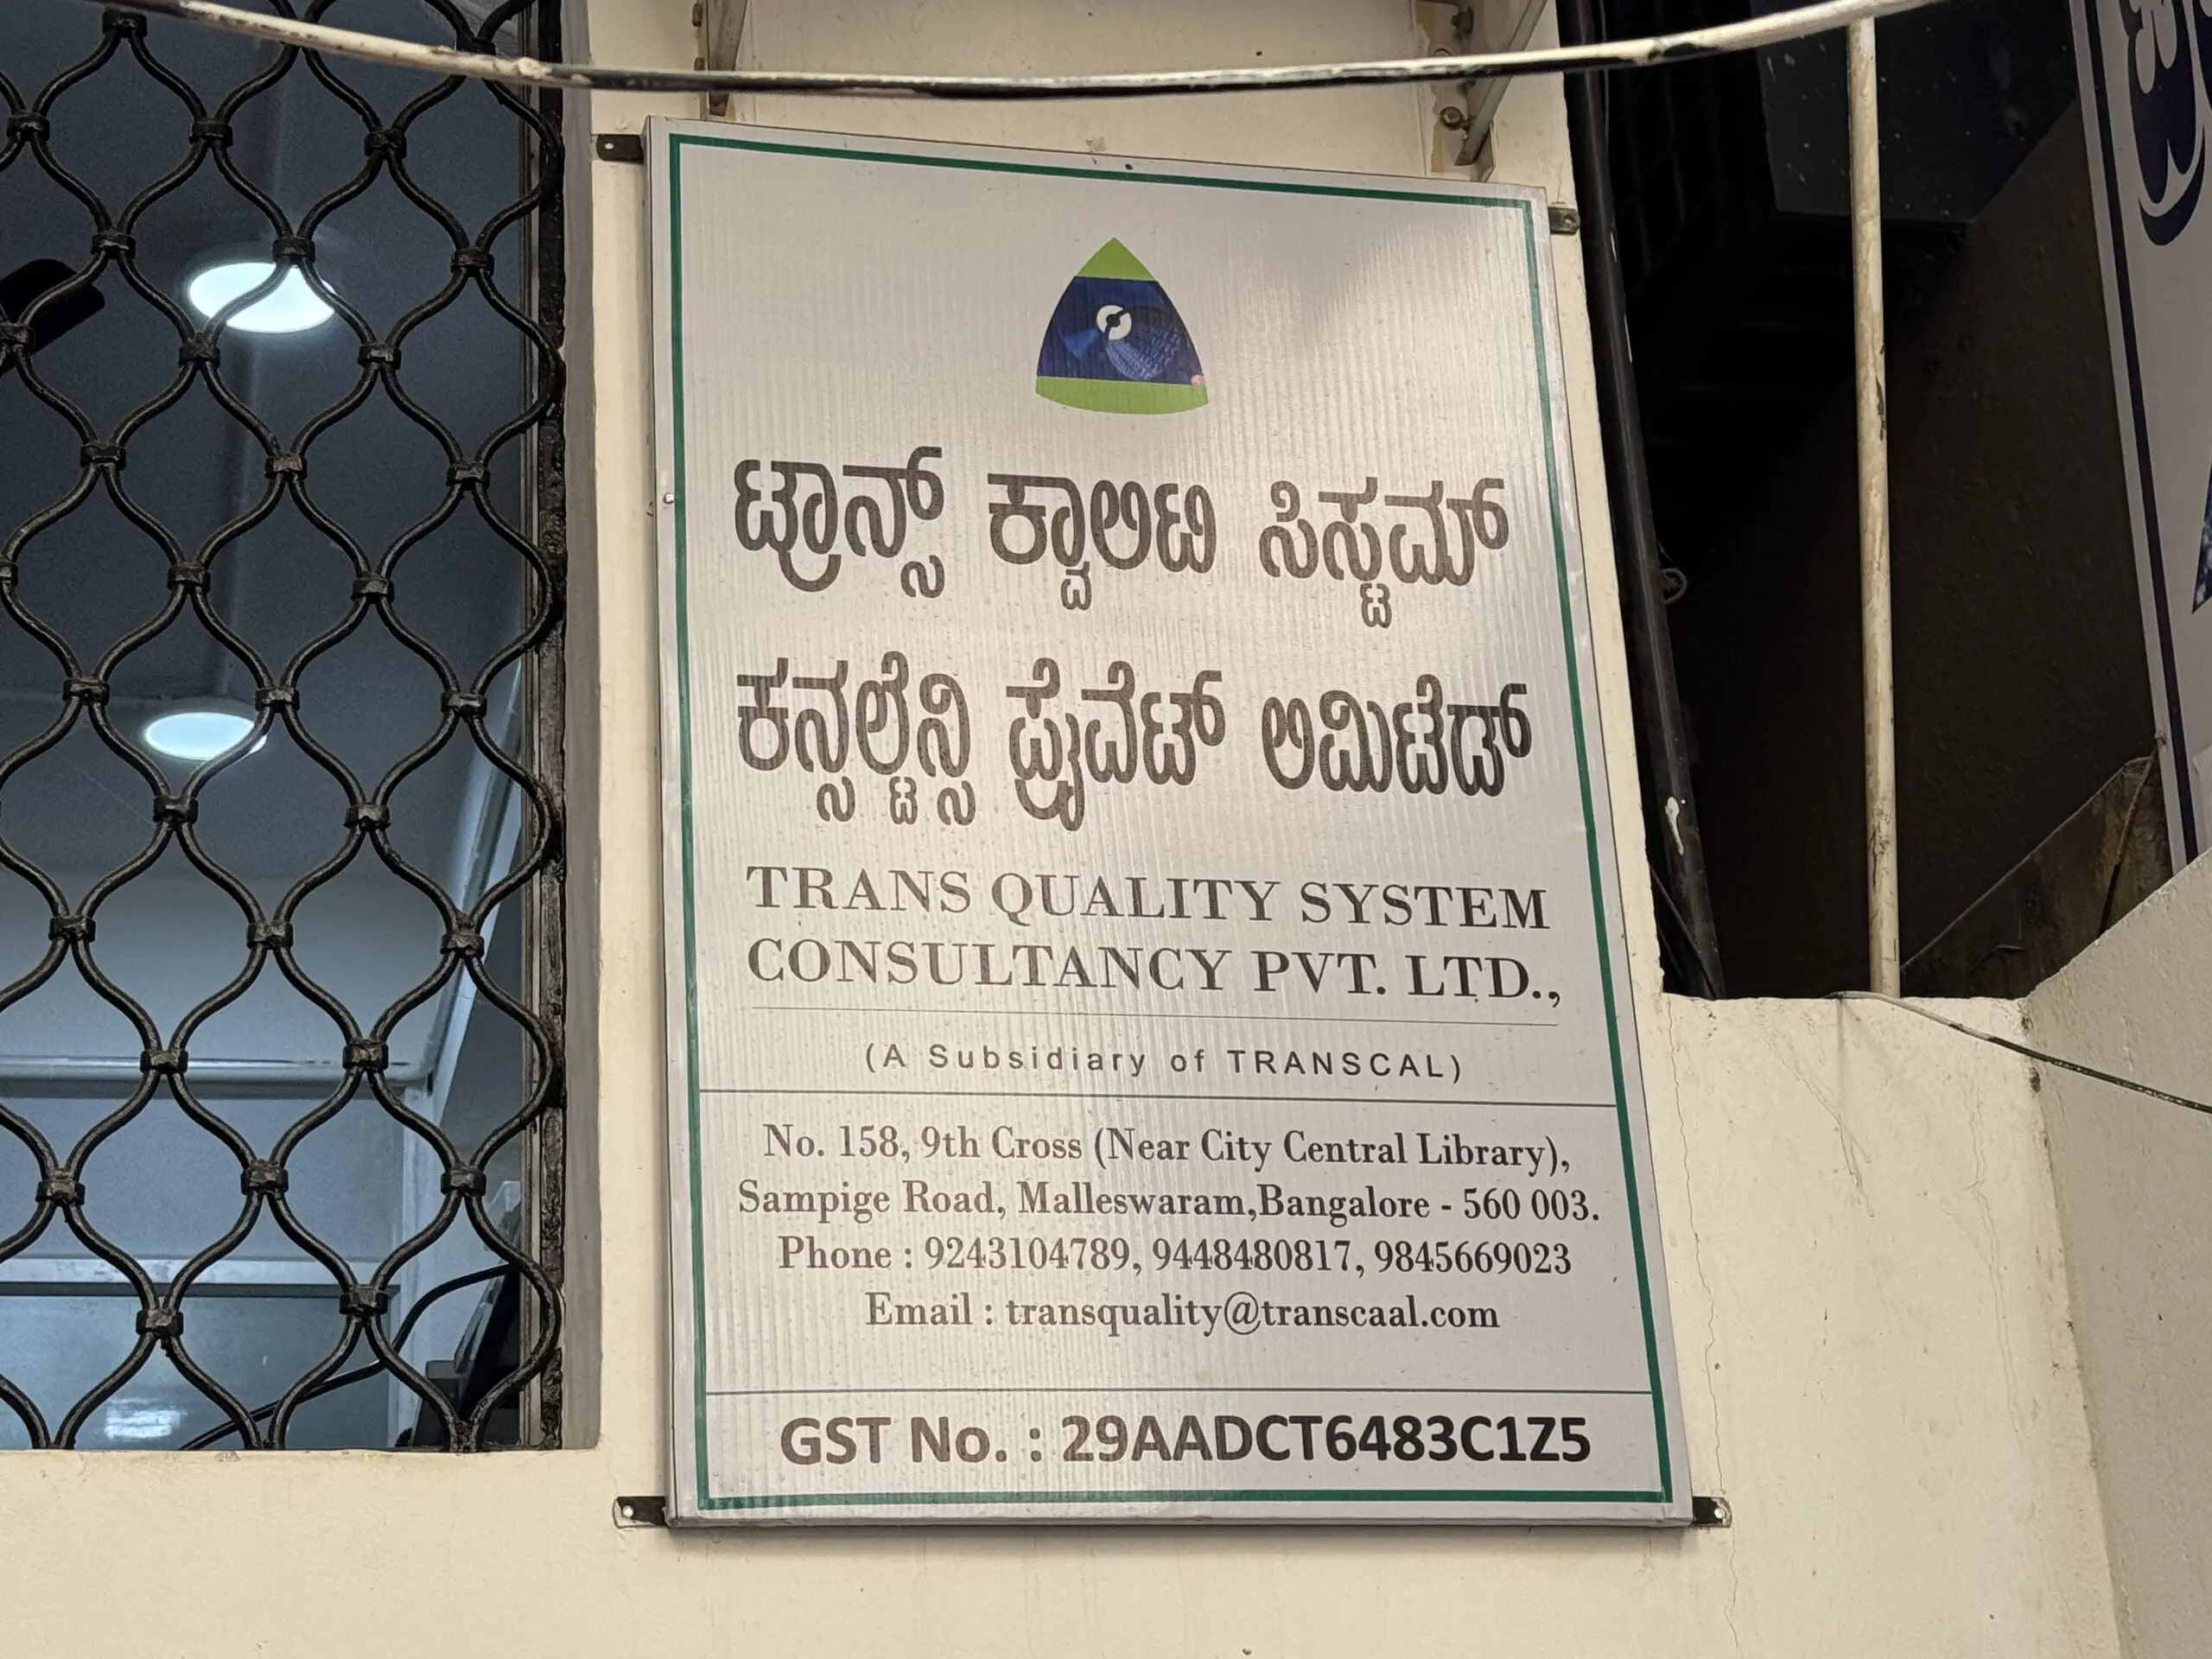 ಟ್ರಾನ್ಸ್ ಕ್ವಾಲಿಟಿ ಸಿಸ್ಟಮ್
ಕನ್ಸಲ್ಟೆನ್ಸಿ ಪ್ರೈವೆಟ್ ಲಿಮಿಟೆಡ್
TRANS QUALITY SYSTEM
CONSULTANCY PVT. LTD.,
(A Subsidiary of TRANSCAL)
No. 158, 9th Cross (Near City Central Library),
Sampige Road, Malleswaram,Bangalore - 560 003.
Phone : 9243104789, 9448480817, 9845669023
Email : transquality@transcaal.com
GST No. : 29AADCT6483C1Z5